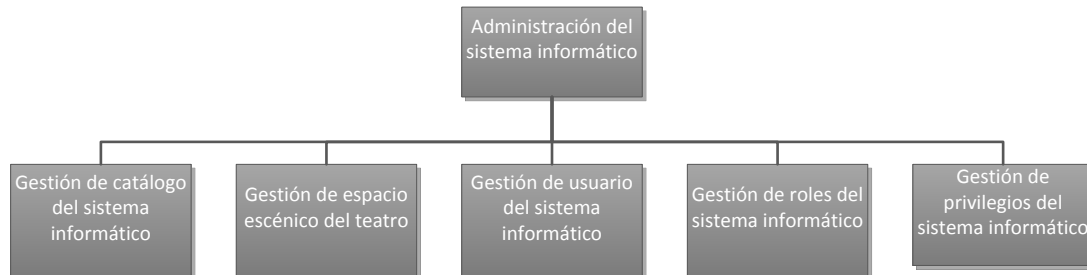 Administración del
sistema informático
Gestión de catálogo
del sistema
informático
Gestión de espacio
escénico del teatro
Gestión de usuario
del sistema
informático
Gestión de roles del
sistema informático
Gestión de
privilegios del
sistema informático